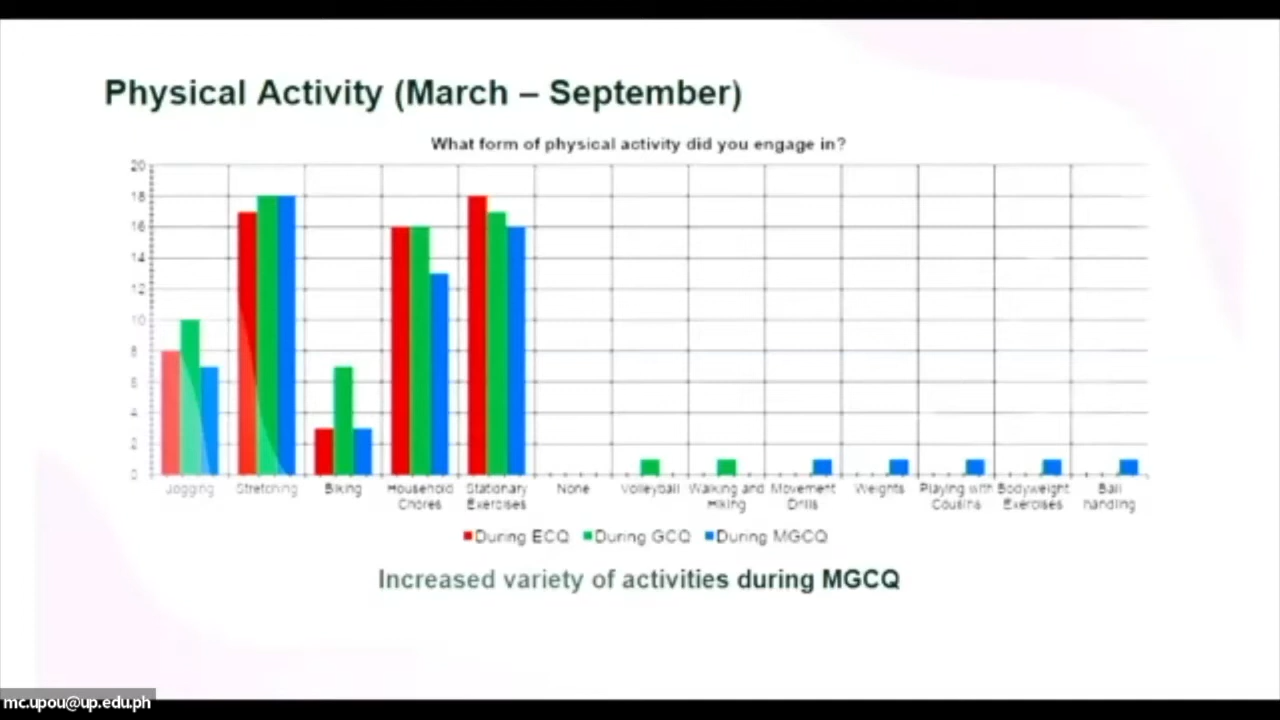 Physical Activity (March – September)
What form of physical activity did you engage in?
20
18
16
14
12
10
8
6
4
2
0
Jogging
Stretching
Biking
Household Chores
Stationary Exercises
None
Volleyball
Walking and Hiking
Movement Drills
Weights
Playing with Cousins
Bodyweight Exercises
Ball handling
During ECQ During GCQ During MGCQ
Increased variety of activities during MGCQ
mc.upou@up.edu.ph